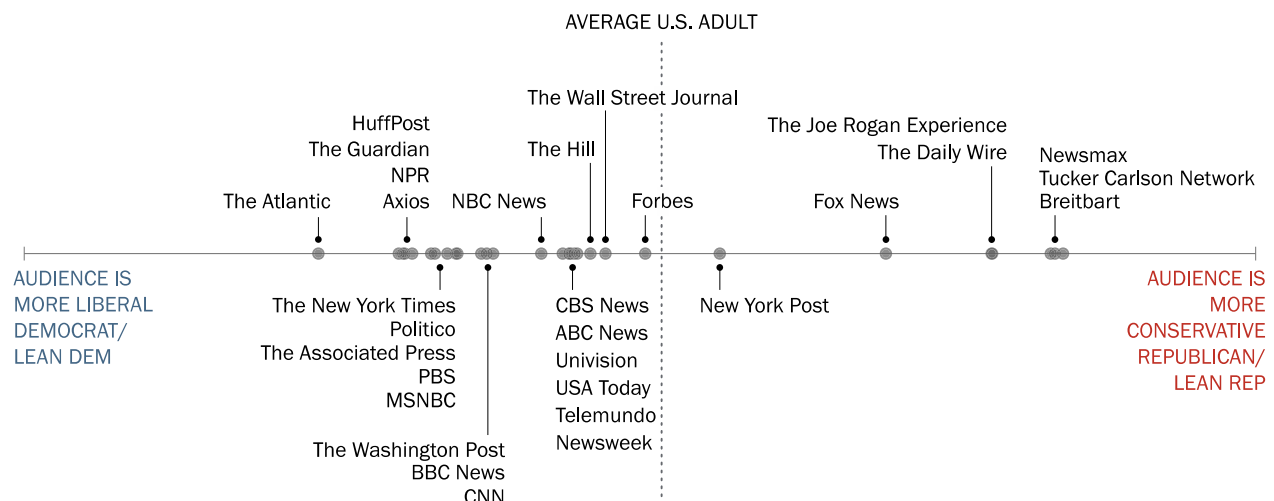 AVERAGE U.S. ADULT
The Wall Street Journal
HuffPost
The Guardian
NPR
Axios
The Atlantic
NBC News
The Hill
Forbes
The Joe Rogan Experience
The Daily Wire
Fox News
Newsmax
Tucker Carlson Network
Breitbart
AUDIENCE IS
MORE LIBERAL
DEMOCRAT/
LEAN DEM
The New York Times
Politico
The Associated Press
PBS
MSNBC
The Washington Post
BBC News
CNN
CBS News
ABC News
Univision
USA Today
Telemundo
Newsweek
New York Post
AUDIENCE IS
MORE
CONSERVATIVE
REPUBLICAN/
LEAN REP